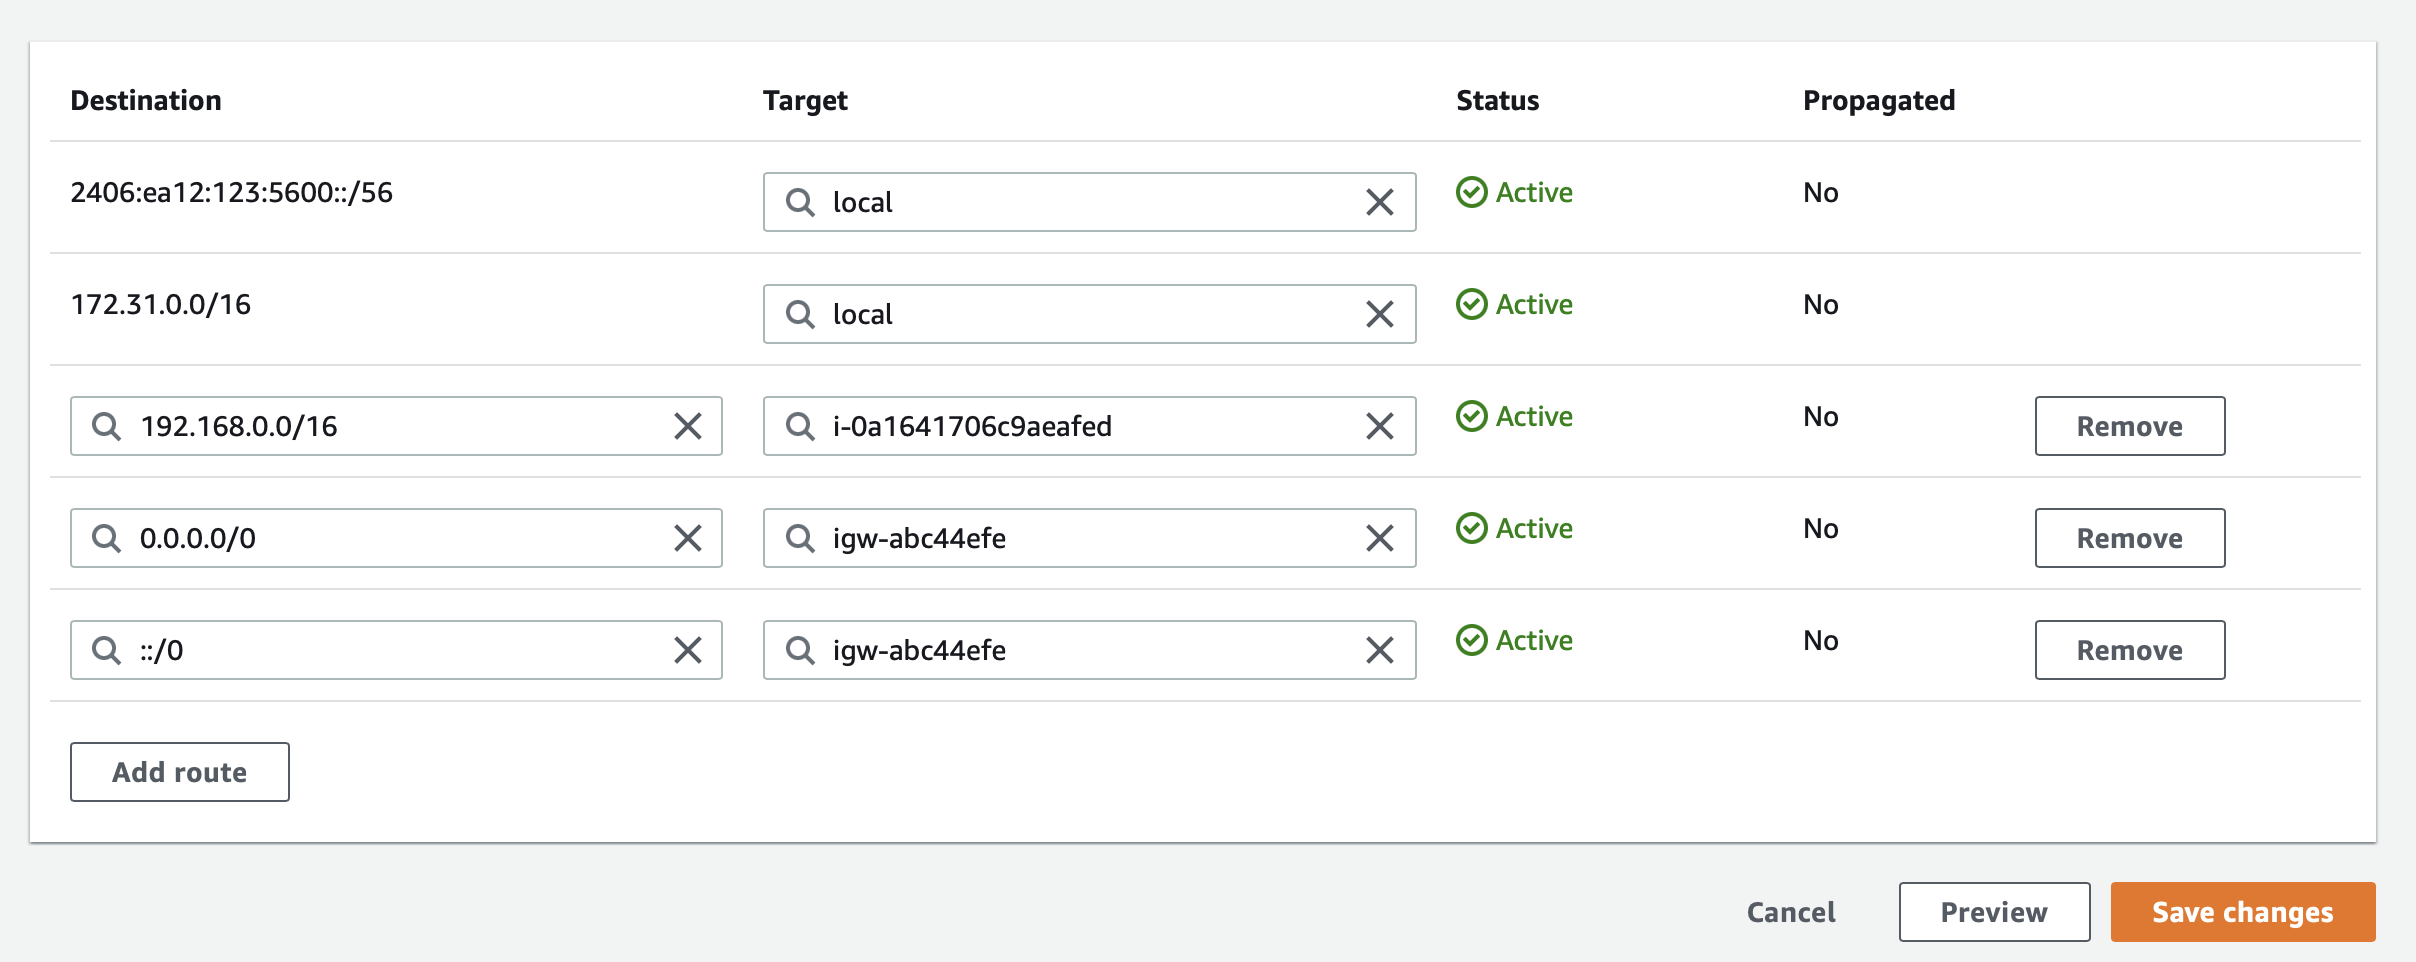 Destination Target Status Propagated
2406:ea12:123:5600::/56 local Active No
172.31.0.0/16 local Active No
192.168.0.0/16 i-0a1641706c9aeafed Active No Remove
0.0.0.0/0 igw-abc44efe Active No Remove
::/0 igw-abc44efe Active No Remove
Add route
Cancel Preview Save changes